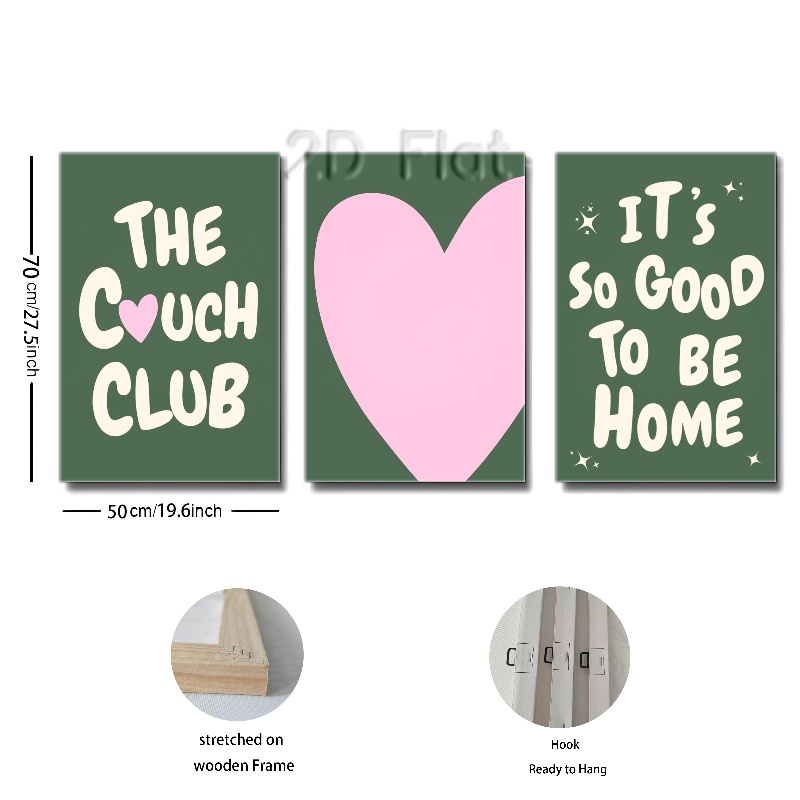 2D Flat
THE
COUCH
CLUB
IT's
So GOOD
TO BE
HOME
70 cm/27.5inch
50cm/19.6inch
stretched on
wooden Frame
Hook
Ready to Hang